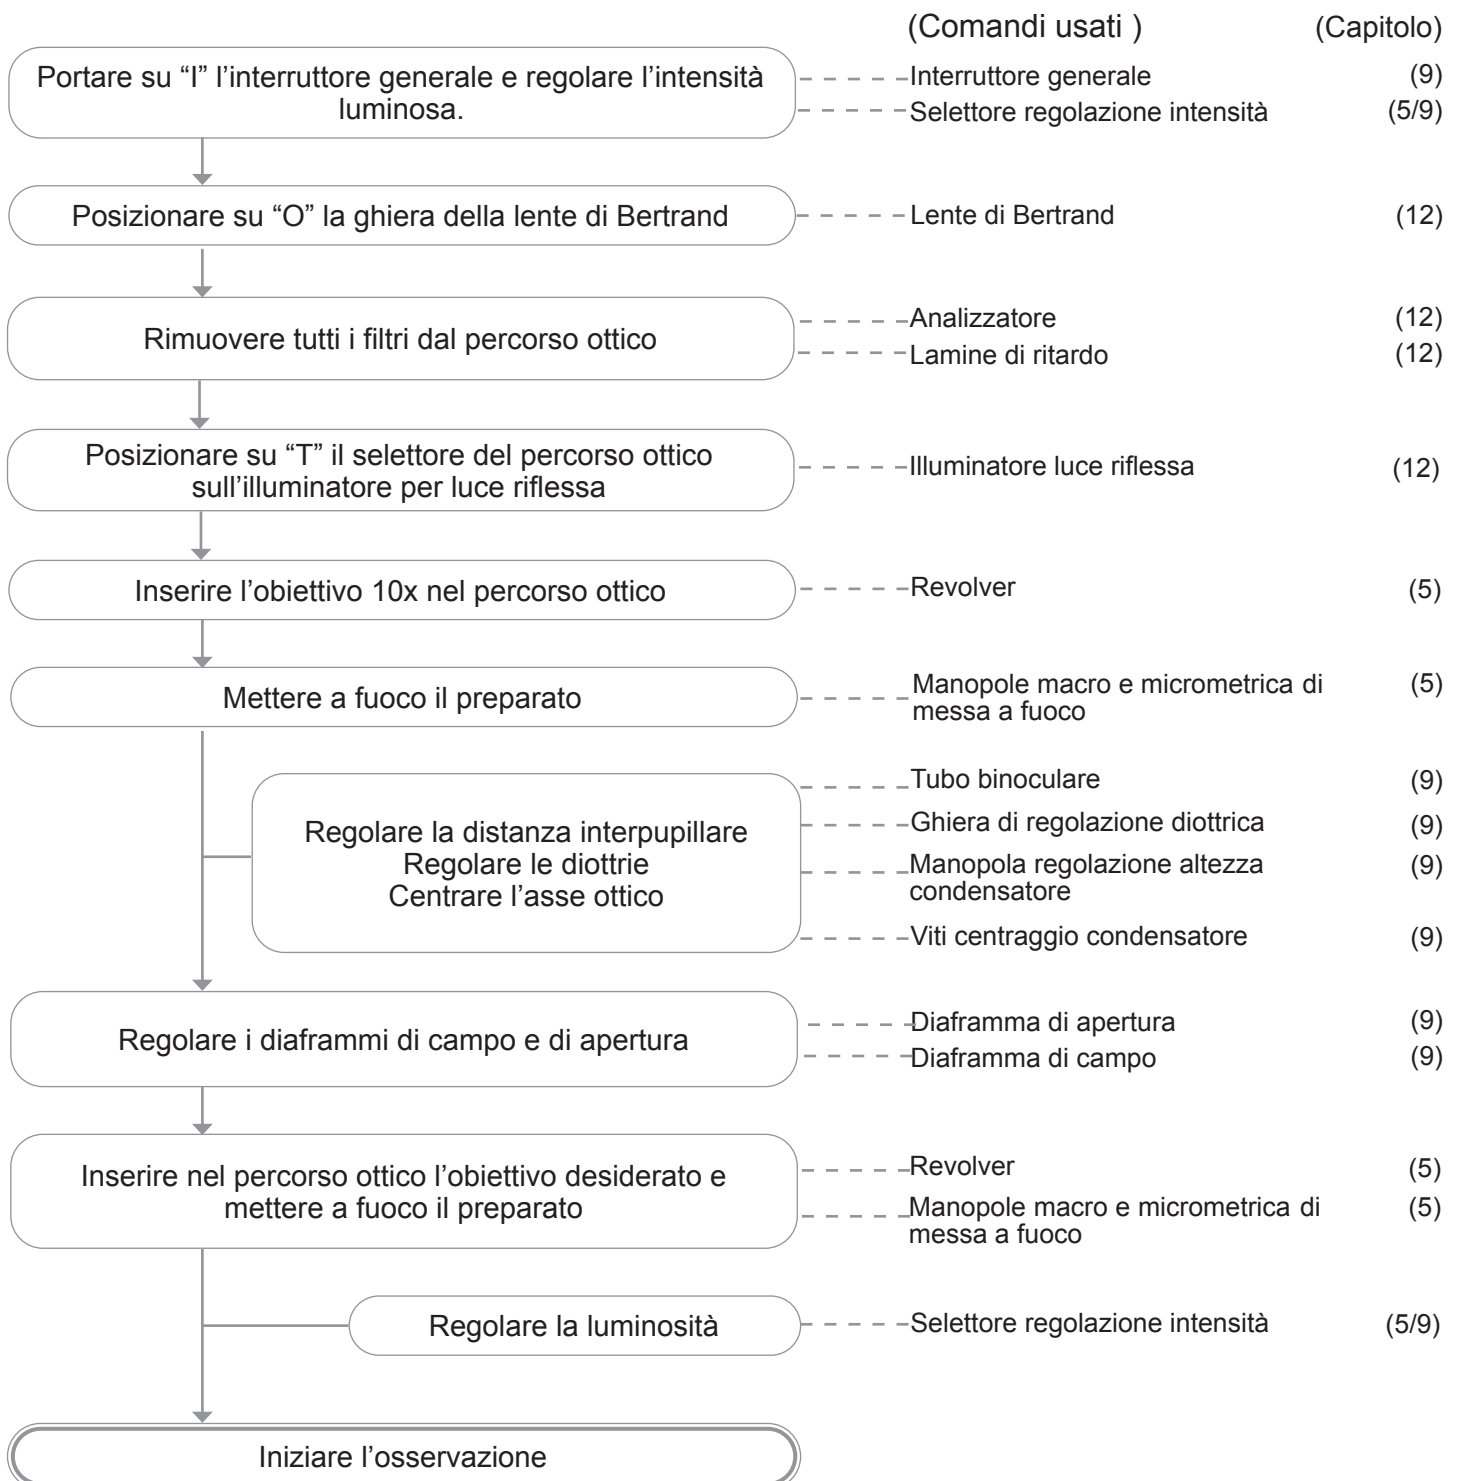 (Comandi usati ) (Capitolo)
Portare su “I” l’interruttore generale e regolare l’intensità
luminosa.
Interruttore generale (9)
Selettore regolazione intensità (5/9)
Posizionare su “O” la ghiera della lente di Bertrand
Lente di Bertrand (12)
Rimuovere tutti i filtri dal percorso ottico
Analizzatore (12)
Lamine di ritardo (12)
Posizionare su “T” il selettore del percorso ottico
sull’illuminatore per luce riflessa
Illuminatore luce riflessa (12)
Inserire l’obiettivo 10x nel percorso ottico
Revolver (5)
Mettere a fuoco il preparato
Manopole macro e micrometrica di (5)
messa a fuoco
Regolare la distanza interpupillare
Regolare le diottrie
Centrare l’asse ottico
Tubo binoculare (9)
Ghiera di regolazione diottrica (9)
Manopola regolazione altezza (9)
condensatore
Viti centraggio condensatore (9)
Regolare i diaframmi di campo e di apertura
Diaframma di apertura (9)
Diaframma di campo (9)
Inserire nel percorso ottico l’obiettivo desiderato e
mettere a fuoco il preparato
Revolver (5)
Manopole macro e micrometrica di (5)
messa a fuoco
Regolare la luminosità
Selettore regolazione intensità (5/9)
Iniziare l’osservazione